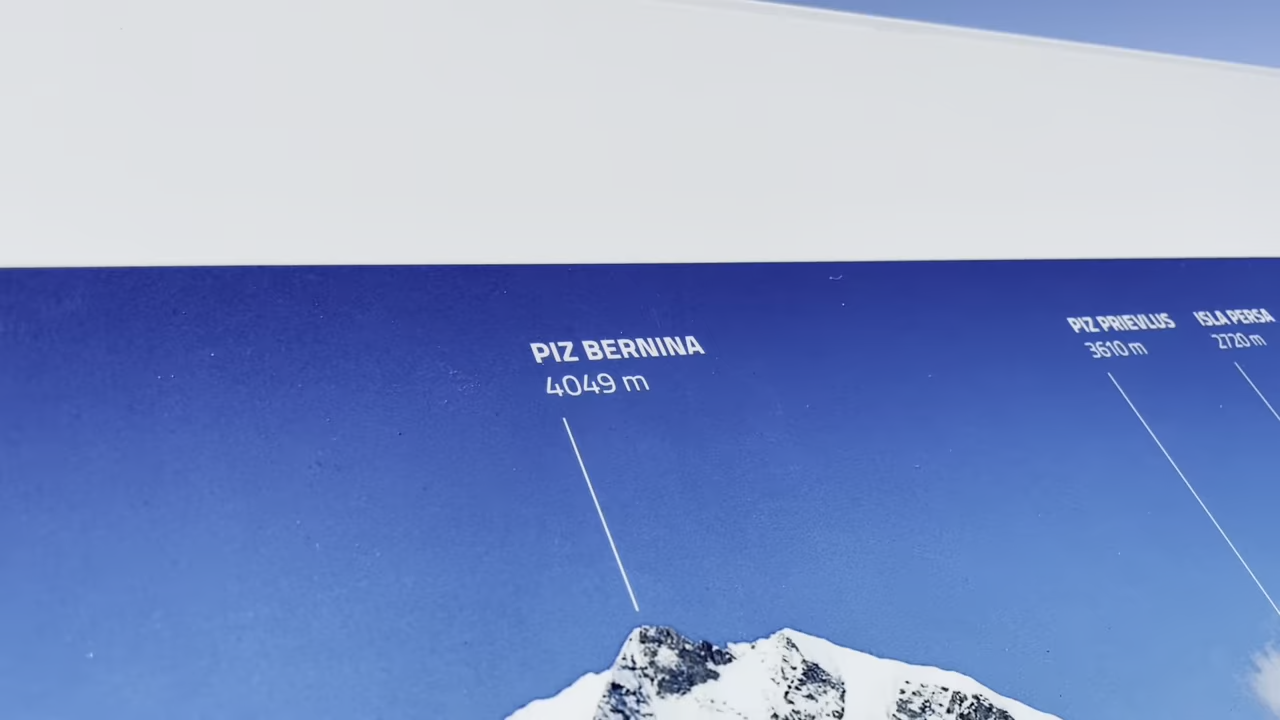 PIZ BERNINA
4049 m
PIZ PRIEVLUS
3610 m
ISLA PERSA
2720 m